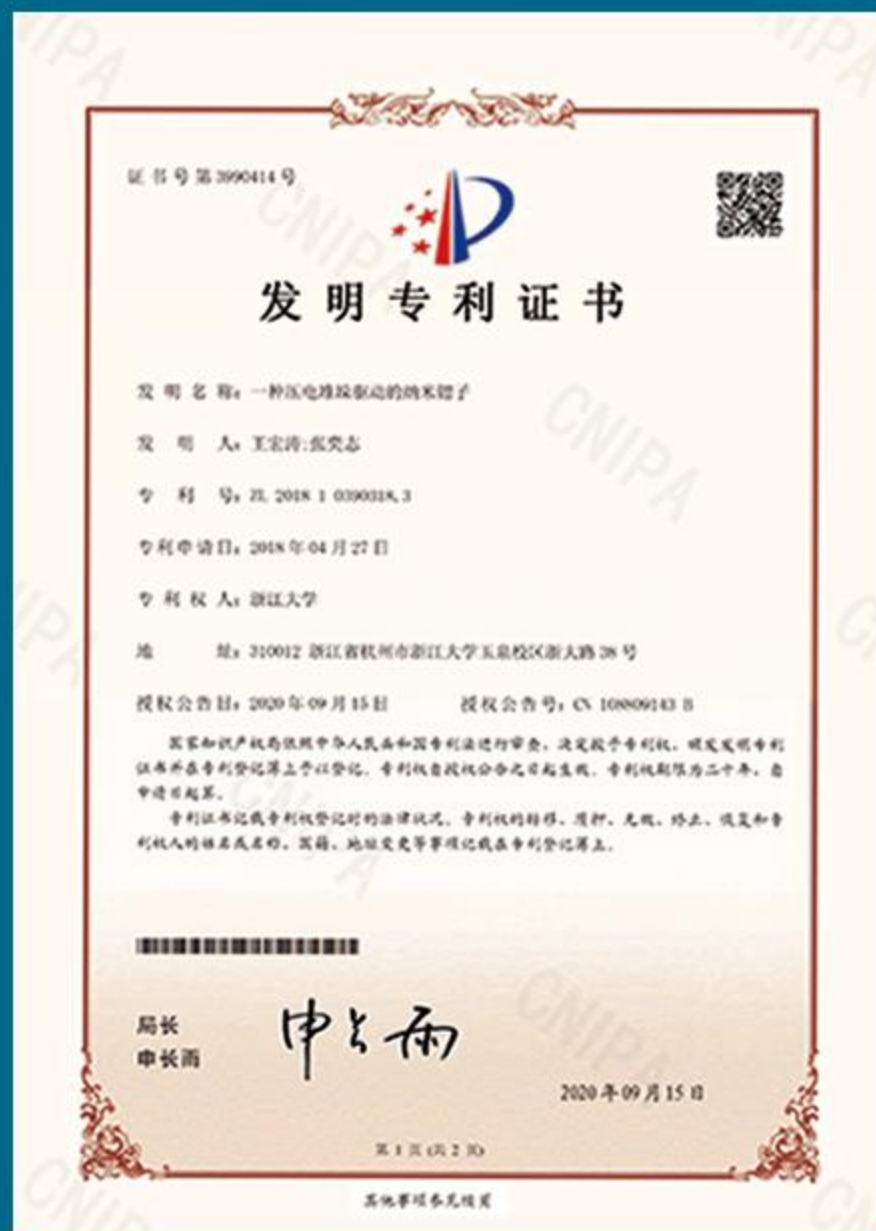 证书号第3990414号
发明专利证书
发明名称：一种压电堆垛驱动的纳米镊子
发明人：王宏涛;张奕志
专利号：ZL 2018 1 0390318.3
专利申请日：2018年04月27日
专利权人：浙江大学
地址：310012 浙江省杭州市浙江大学玉泉校区浙大路38号
授权公告日：2020年09月15日 授权公告号：CN 108809143 B
国家知识产权局依照中华人民共和国专利法进行审查，决定授予专利权，颁发发明专利
证书并在专利登记簿上予以登记。专利权自授权公告之日起生效。专利权期限为二十年，自
申请日起算。
专利证书记载专利权登记时的法律状况。专利权的转移、质押、无效、终止、恢复和专
利权人的姓名或名称、国籍、地址变更等事项记载在专利登记簿上。
局长
申长雨
申长雨
2020年09月15日
第 1 页 (共 2 页)
其他事项参见续页
CNIPA
CNIPA
CNIPA
CNIPA